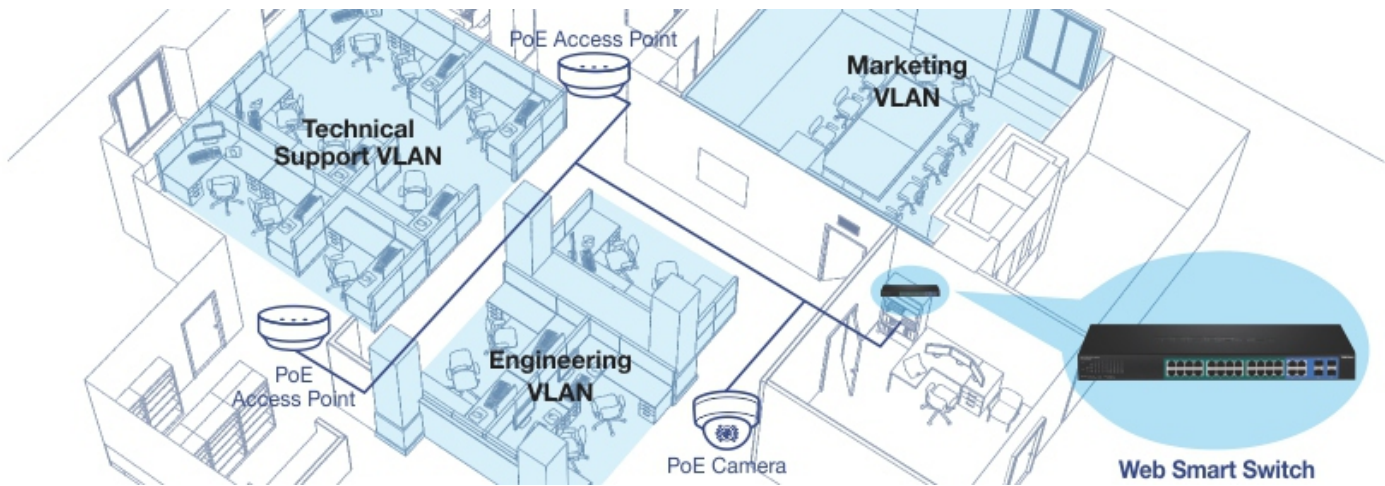 PoE Access Point
Marketing
VLAN
Technical
Support VLAN
Engineering
VLAN
PoE
Access Point
PoE Camera
Web Smart Switch